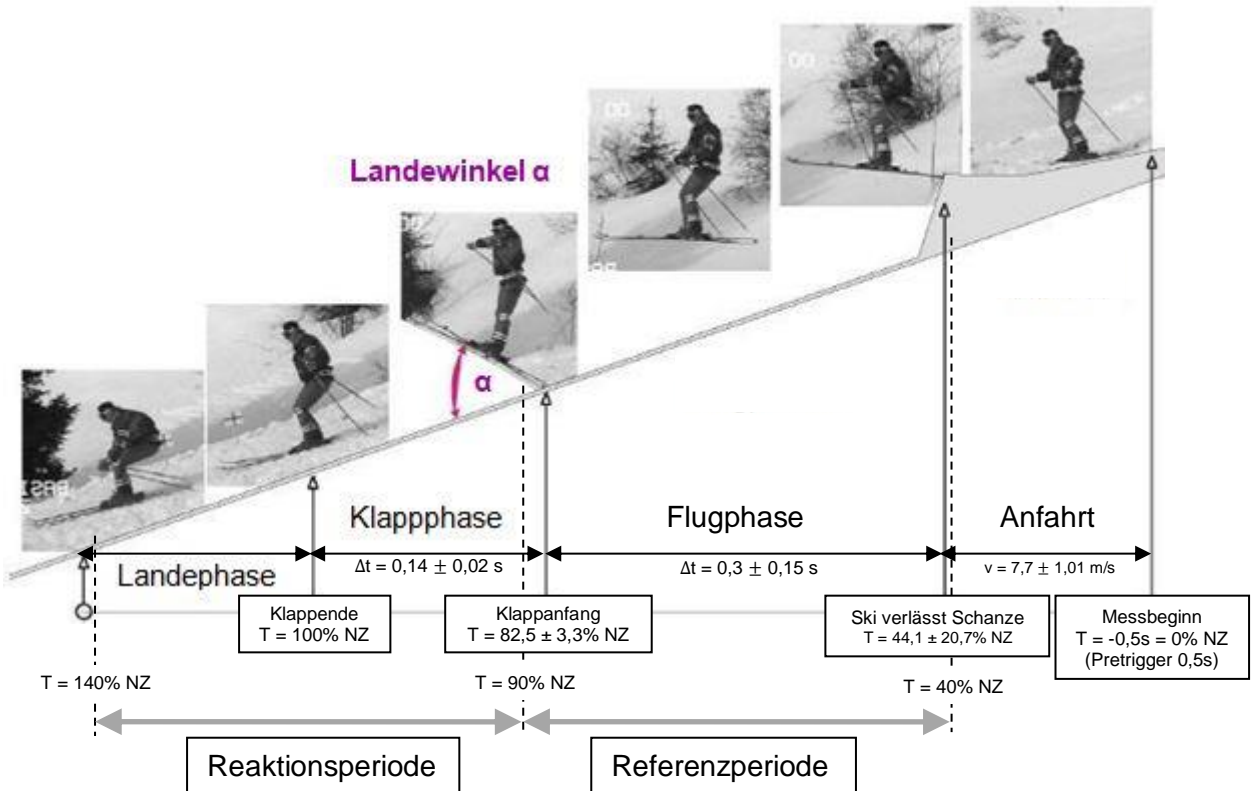 Landewinkel α
α
Klappphase
Flugphase
Anfahrt
Δt = 0,14 ± 0,02 s
Δt = 0,3 ± 0,15 s
v = 7,7 ± 1,01 m/s
Landephase
Klappende
T = 100% NZ
Klappanfang
T = 82,5 ± 3,3% NZ
Ski verlässt Schanze
T = 44,1 ± 20,7% NZ
Messbeginn
T = -0,5s = 0% NZ
(Pretrigger 0,5s)
T = 140% NZ
T = 90% NZ
T = 40% NZ
Reaktionsperiode
Referenzperiode